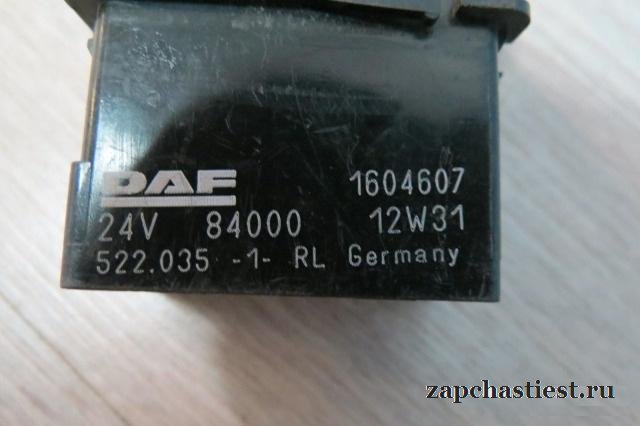 DAF 1604607
24V 84000 12W31
522.035 -1- RL Germany
zapchastiest.ru